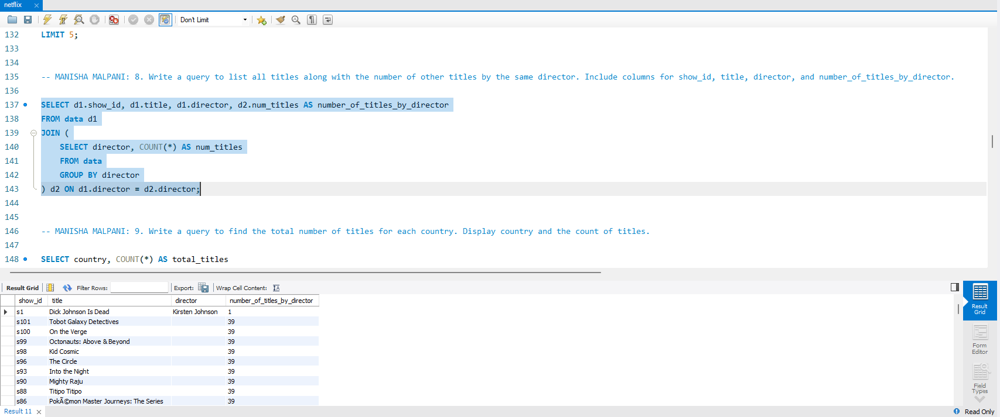 netflix
Don't Limit
132 LIMIT 5;
133
134
135 -- MANISHA MALPANI: 8. Write a query to list all titles along with the number of other titles by the same director. Include columns for show_id, title, director, and number_of_titles_by_director.
136
137 SELECT d1.show_id, d1.title, d1.director, d2.num_titles AS number_of_titles_by_director
138 FROM data d1
139 JOIN (
140 SELECT director, COUNT(*) AS num_titles
141 FROM data
142 GROUP BY director
143 ) d2 ON d1.director = d2.director;
144
145
146 -- MANISHA MALPANI: 9. Write a query to find the total number of titles for each country. Display country and the count of titles.
147
148 SELECT country, COUNT(*) AS total_titles
Result Grid Filter Rows: Export: Wrap Cell Content:
show_id title director number_of_titles_by_director
s1 Dick Johnson Is Dead Kirsten Johnson 1
s101 Tobot Galaxy Detectives 39
s100 On the Verge 39
s99 Octonauts: Above & Beyond 39
s98 Kid Cosmic 39
s96 The Circle 39
s93 Into the Night 39
s90 Mighty Raju 39
s88 Titipo Titipo 39
s86 PokÃ©mon Master Journeys: The Series 39
Result
Grid
Form
Editor
Field
Types
Result 11
Read Only